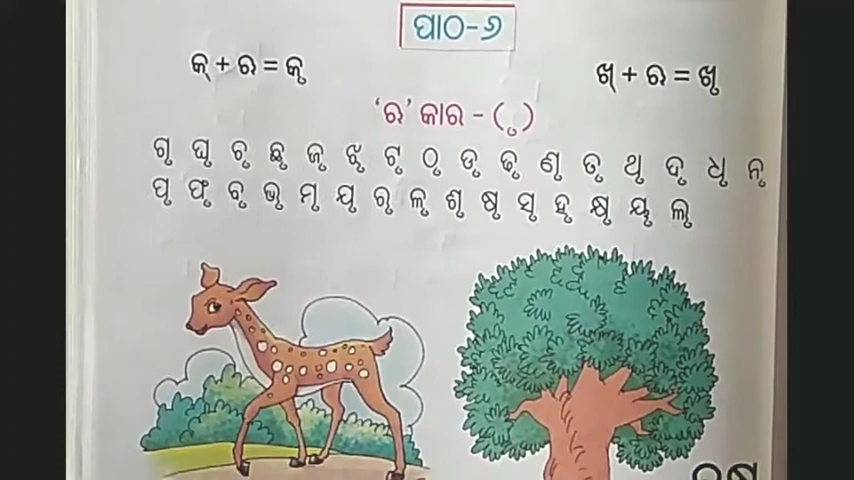 ପାଠ-୬
କ୍ + ଋ = କୃ ଖ୍ + ଋ = ଖୃ
‘ଋ’ କାର - (ୃ)
ଗୃ ଘୃ ଚୃ ଛୃ ଜୃ ଝୃ ଟୃ ଠୃ ଡୃ ଢୃ ଣୃ ତୃ ଥୃ ଦୃ ଧୃ ନୃ
ପୃ ଫୃ ବୃ ଭୃ ମୃ ଯୃ ରୃ ଳୃ ଶୃ ଷୃ ସୃ ହୃ କ୍ଷୃ ୟୃ ଲୃ